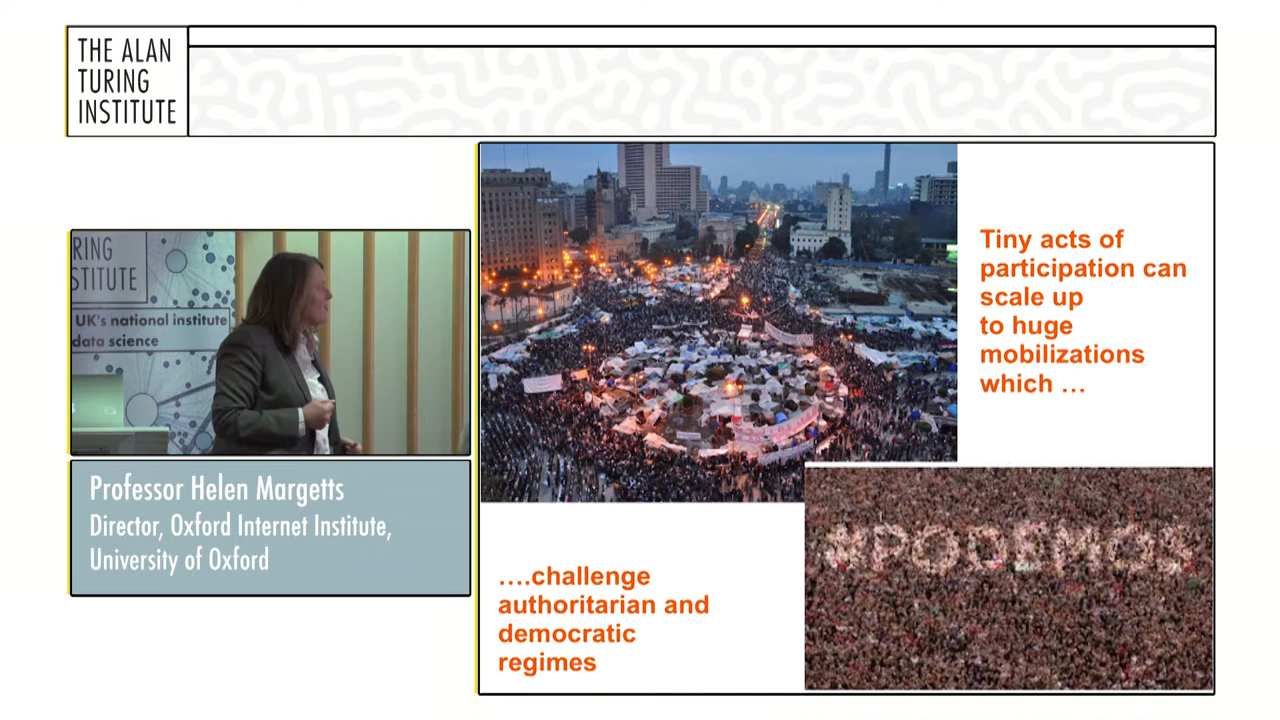 THE ALAN
TURING
INSTITUTE
RING
STITUTE
UK's national institute
data science
Professor Helen Margetts
Director, Oxford Internet Institute,
University of Oxford
Tiny acts of
participation can
scale up
to huge
mobilizations
which …
#PODEMOS
….challenge
authoritarian and
democratic
regimes